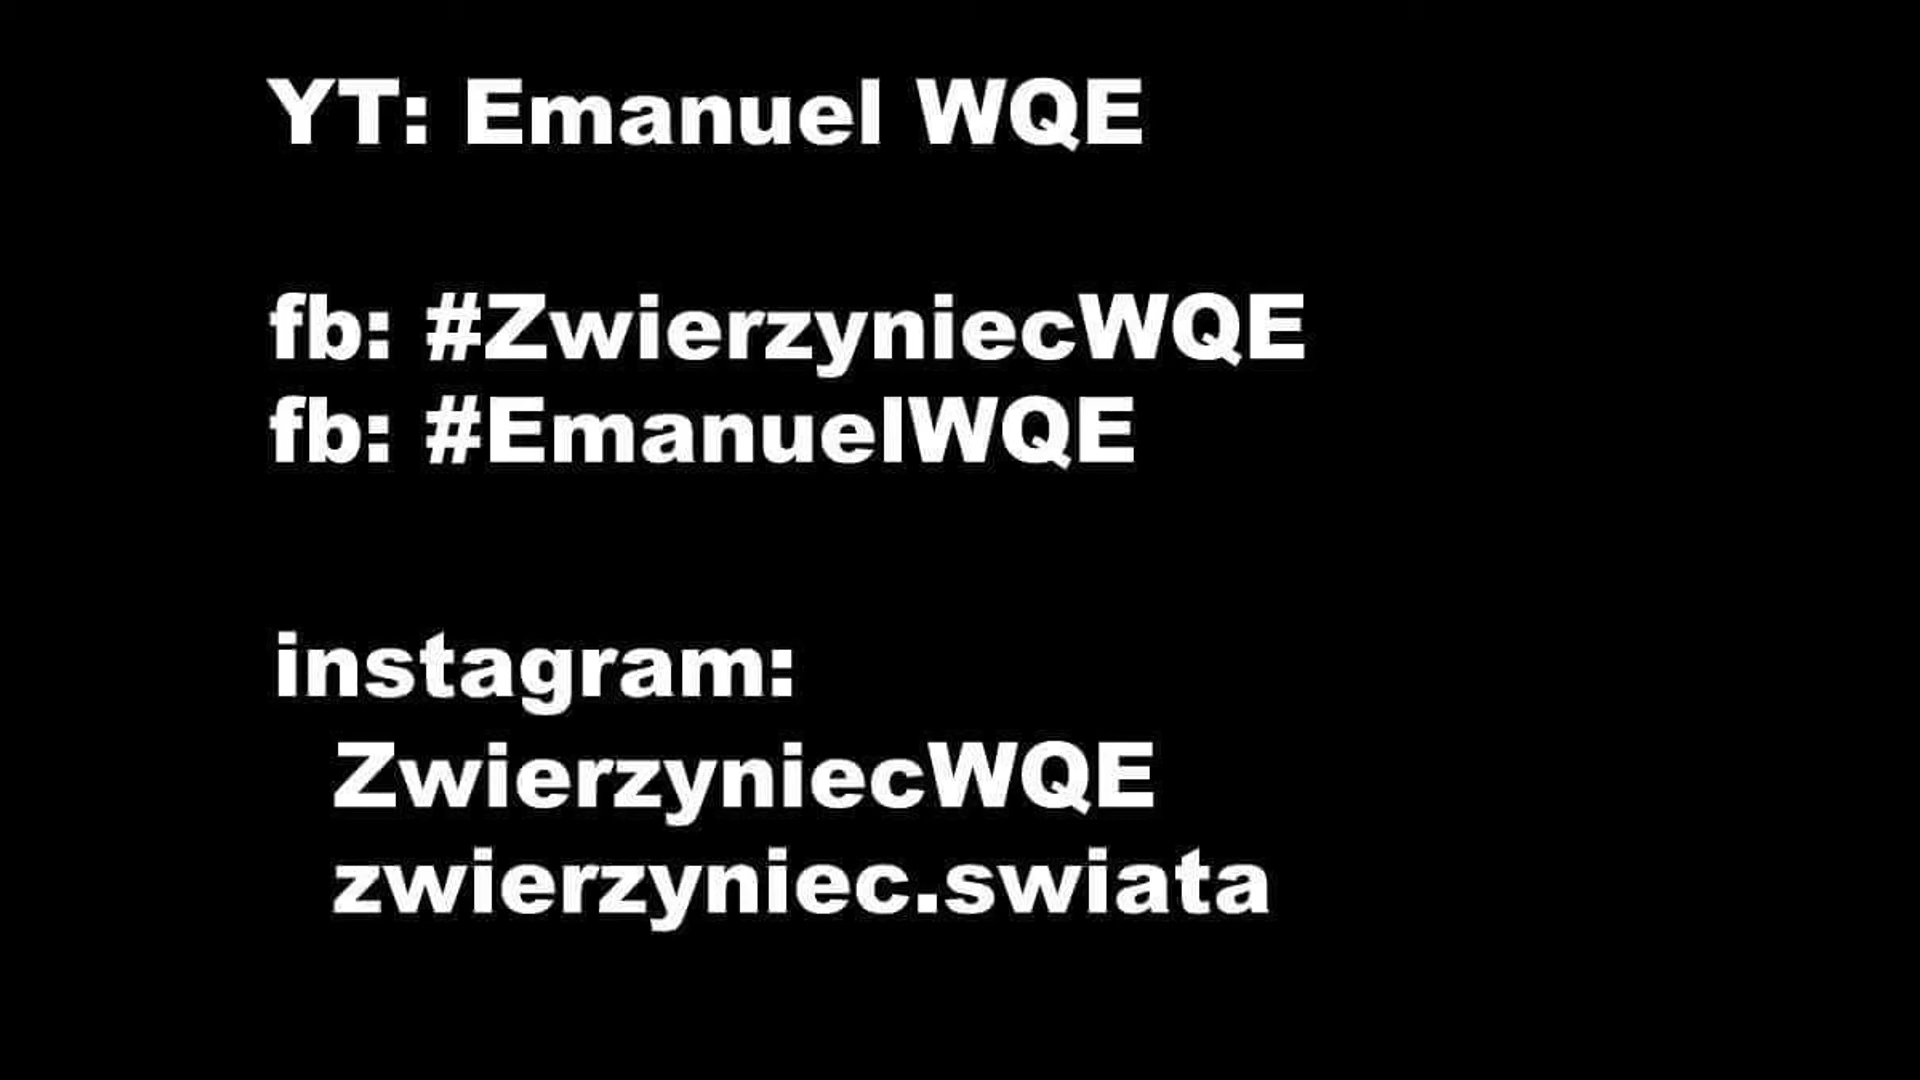 YT: Emanuel WQE
fb: #ZwierzyniecWQE
fb: #EmanuelWQE
instagram:
ZwierzyniecWQE
zwierzyniec.swiata